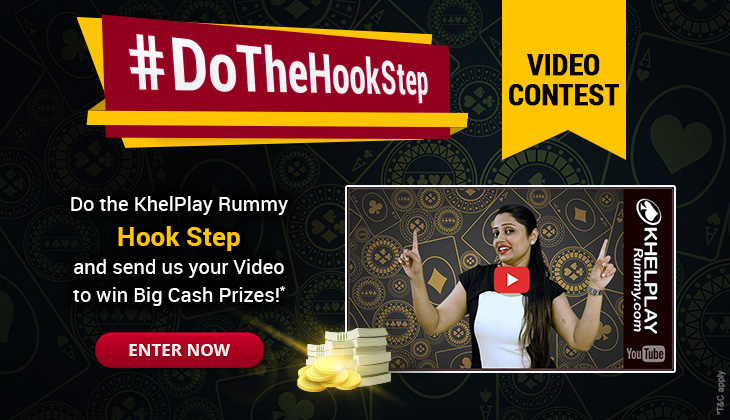 #DoTheHookStep
VIDEO
CONTEST
Do the KhelPlay Rummy
Hook Step
and send us your Video
to win Big Cash Prizes!*
ENTER NOW
KHELPLAY
Rummy.com
YouTube
*T&C apply